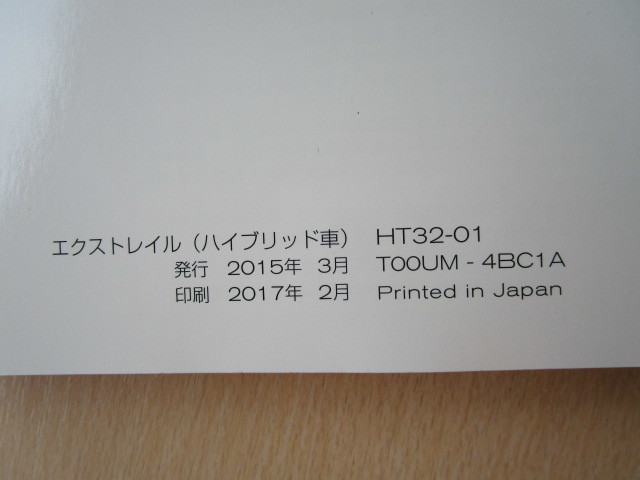 エクストレイル（ハイブリッド車） HT32-01
発行 2015年 3月 TOOUM - 4BC1A
印刷 2017年 2月 Printed in Japan